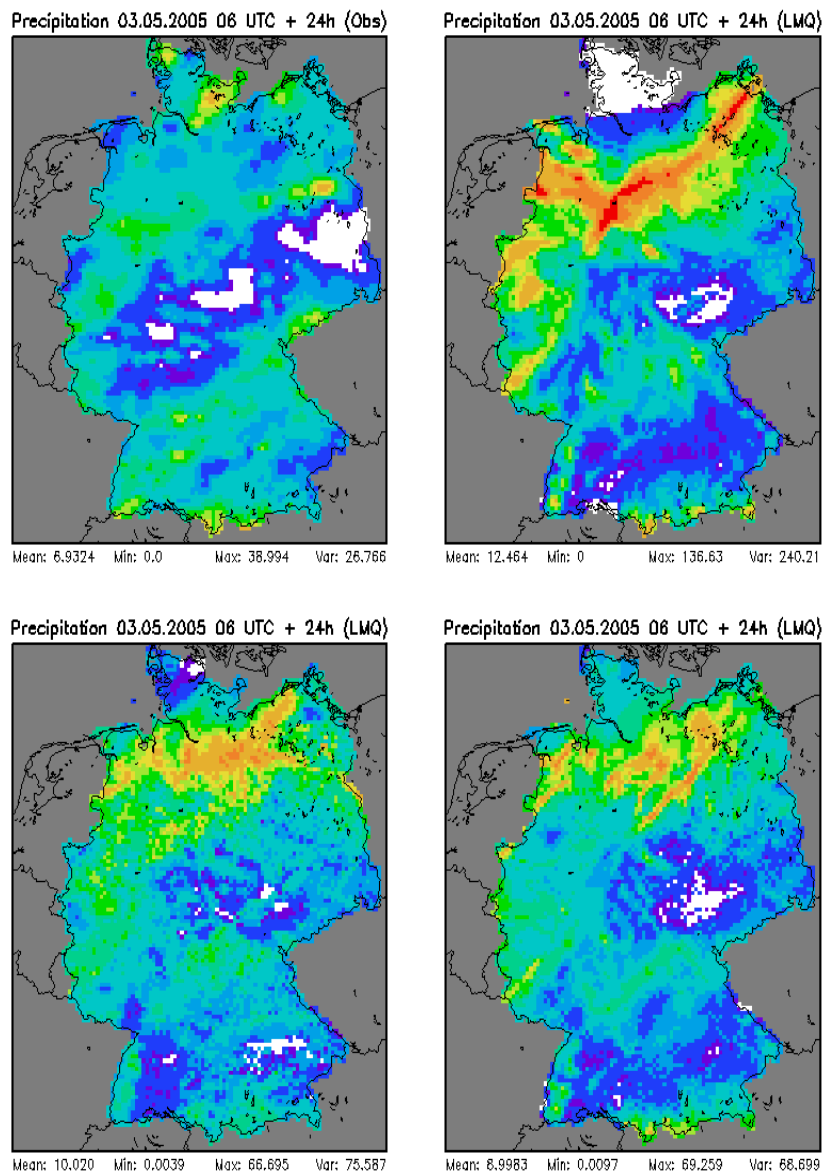 Precipitation 03.05.2005 06 UTC + 24h (Obs)
Precipitation 03.05.2005 06 UTC + 24h (LMQ)
Mean: 6.9324 Min: 0.0 Max: 38.994 Var: 26.766
Mean: 12.464 Min: 0 Max: 136.63 Var: 240.21
Precipitation 03.05.2005 06 UTC + 24h (LMQ)
Precipitation 03.05.2005 06 UTC + 24h (LMQ)
Mean: 10.020 Min: 0.0039 Max: 66.695 Var: 75.587
Mean: 8.9983 Min: 0.0097 Max: 69.259 Var: 68.696